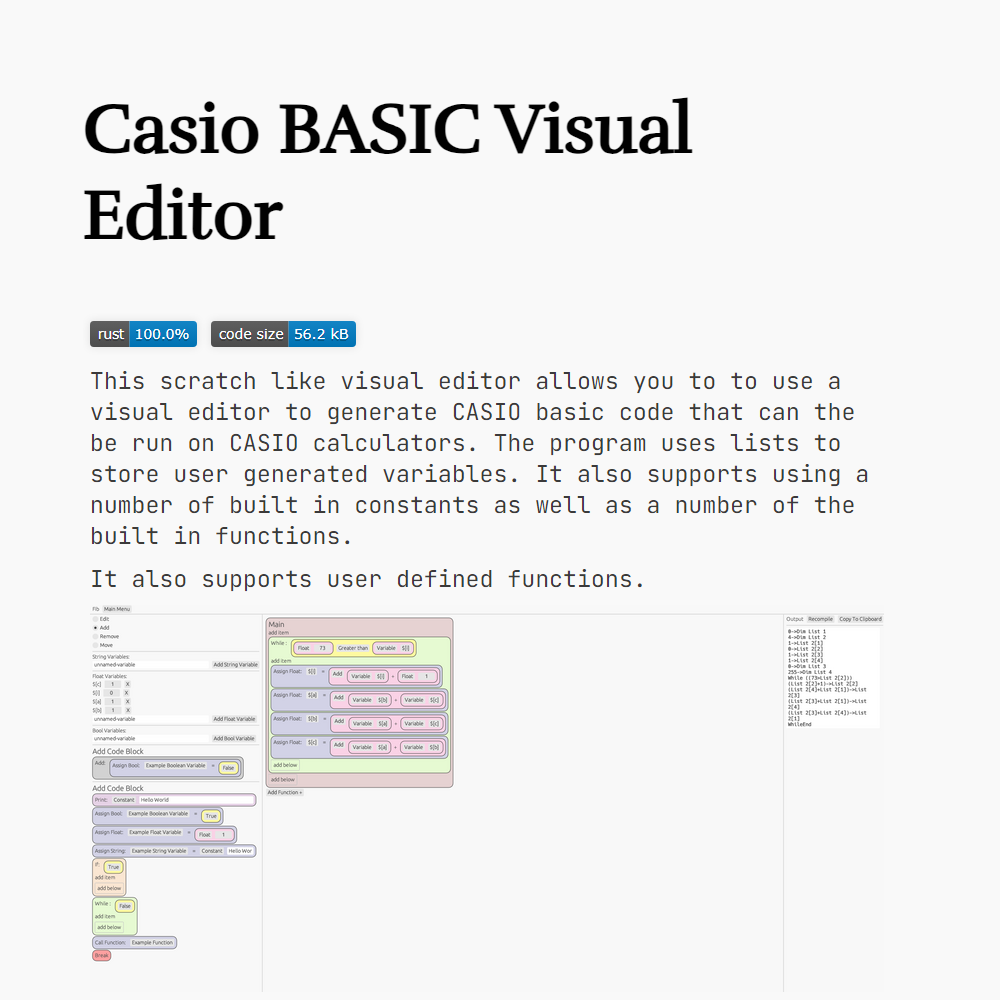 Casio BASIC Visual
Editor
rust 100.0% code size 56.2 kB
This scratch like visual editor allows you to to use a
visual editor to generate CASIO basic code that can the
be run on CASIO calculators. The program uses lists to
store user generated variables. It also supports using a
number of built in constants as well as a number of the
built in functions.
It also supports user defined functions.
Fib Main Menu
Edit
Add
Remove
Move
String Variables:
unnamed-variable Add String Variable
Float Variables:
$[c] 1 X
$[i] 0 X
$[a] 1 X
$[b] 1 X
unnamed-variable Add Float Variable
Bool Variables:
unnamed-variable Add Bool Variable
Add Code Block
Add: Assign Bool: Example Boolean Variable = False
Add Code Block
Print: Constant Hello World
Assign Bool: Example Boolean Variable = True
Assign Float: Example Float Variable = Float 1
Assign String: Example String Variable = Constant Hello Wor
If: True
add item
add below
While : False
add item
add below
Call Function: Example Function
Break
Main
add item
While : Float 73 Greater than Variable $[i]
add item
Assign Float: $[i] = Add Variable $[i] + Float 1
Assign Float: $[a] = Add Variable $[b] + Variable $[c]
Assign Float: $[b] = Add Variable $[a] + Variable $[c]
Assign Float: $[c] = Add Variable $[a] + Variable $[b]
add below
add below
Add Function +
Output Recompile Copy To Clipboard
0->Dim List 1
4->Dim List 2
1->List 2[1]
0->List 2[2]
1->List 2[3]
1->List 2[4]
0->Dim List 3
255->Dim List 4
While ((73>List 2[2]))
(List 2[2]+1)->List 2[2]
(List 2[4]+List 2[1])->List
2[3]
(List 2[3]+List 2[1])->List
2[4]
(List 2[3]+List 2[4])->List
2[1]
WhileEnd